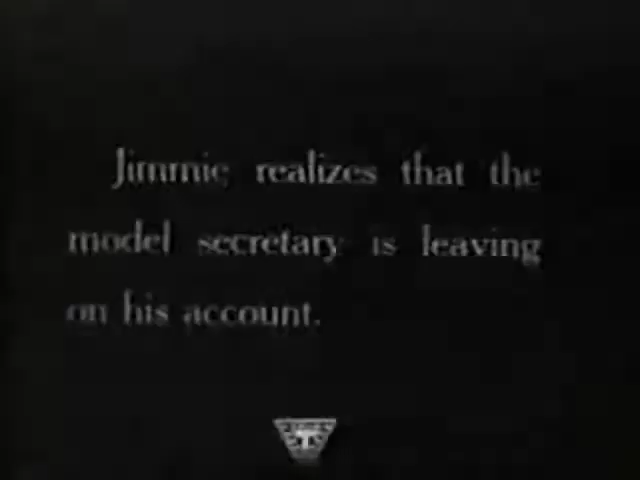 Jimmie realizes that the
model secretary is leaving
on his account.